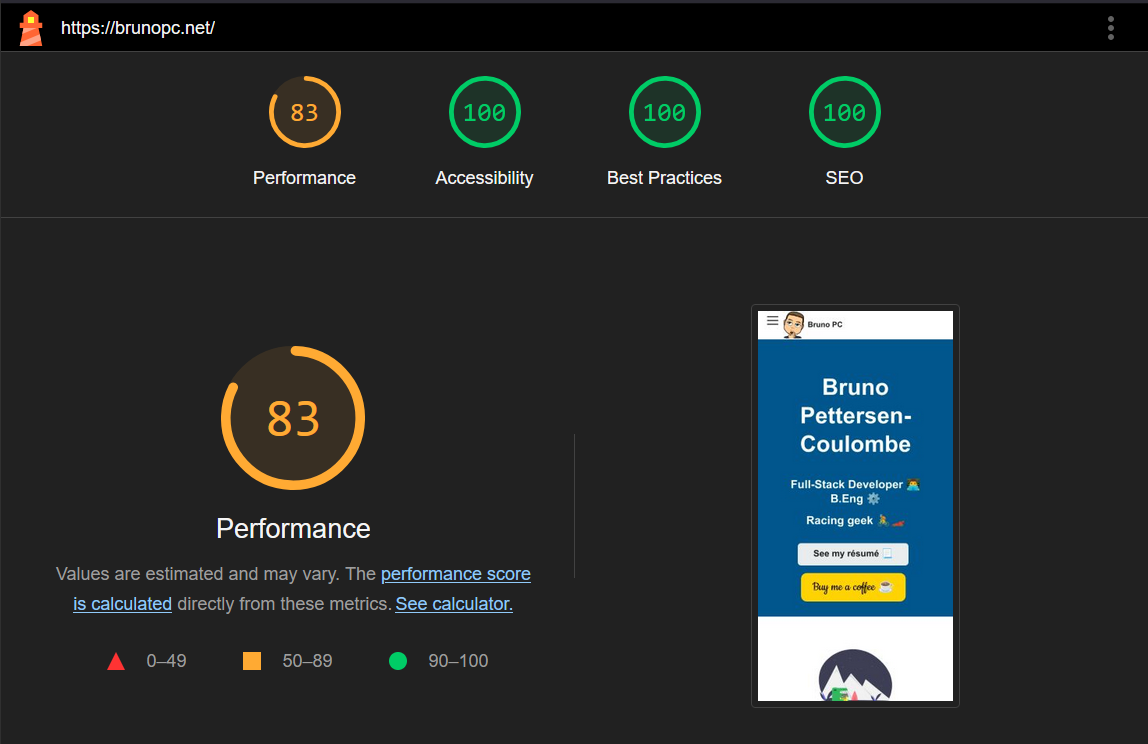 https://brunopc.net/
83
100
100
100
Performance
Accessibility
Best Practices
SEO
83
Performance
Values are estimated and may vary. The performance score
is calculated directly from these metrics. See calculator.
0–49
50–89
90–100
Bruno PC
Bruno
Pettersen-
Coulombe
Full-Stack Developer 👨‍💻
B.Eng ⚙️
Racing geek 🚴🏎️
See my résumé 📃
Buy me a coffee ☕